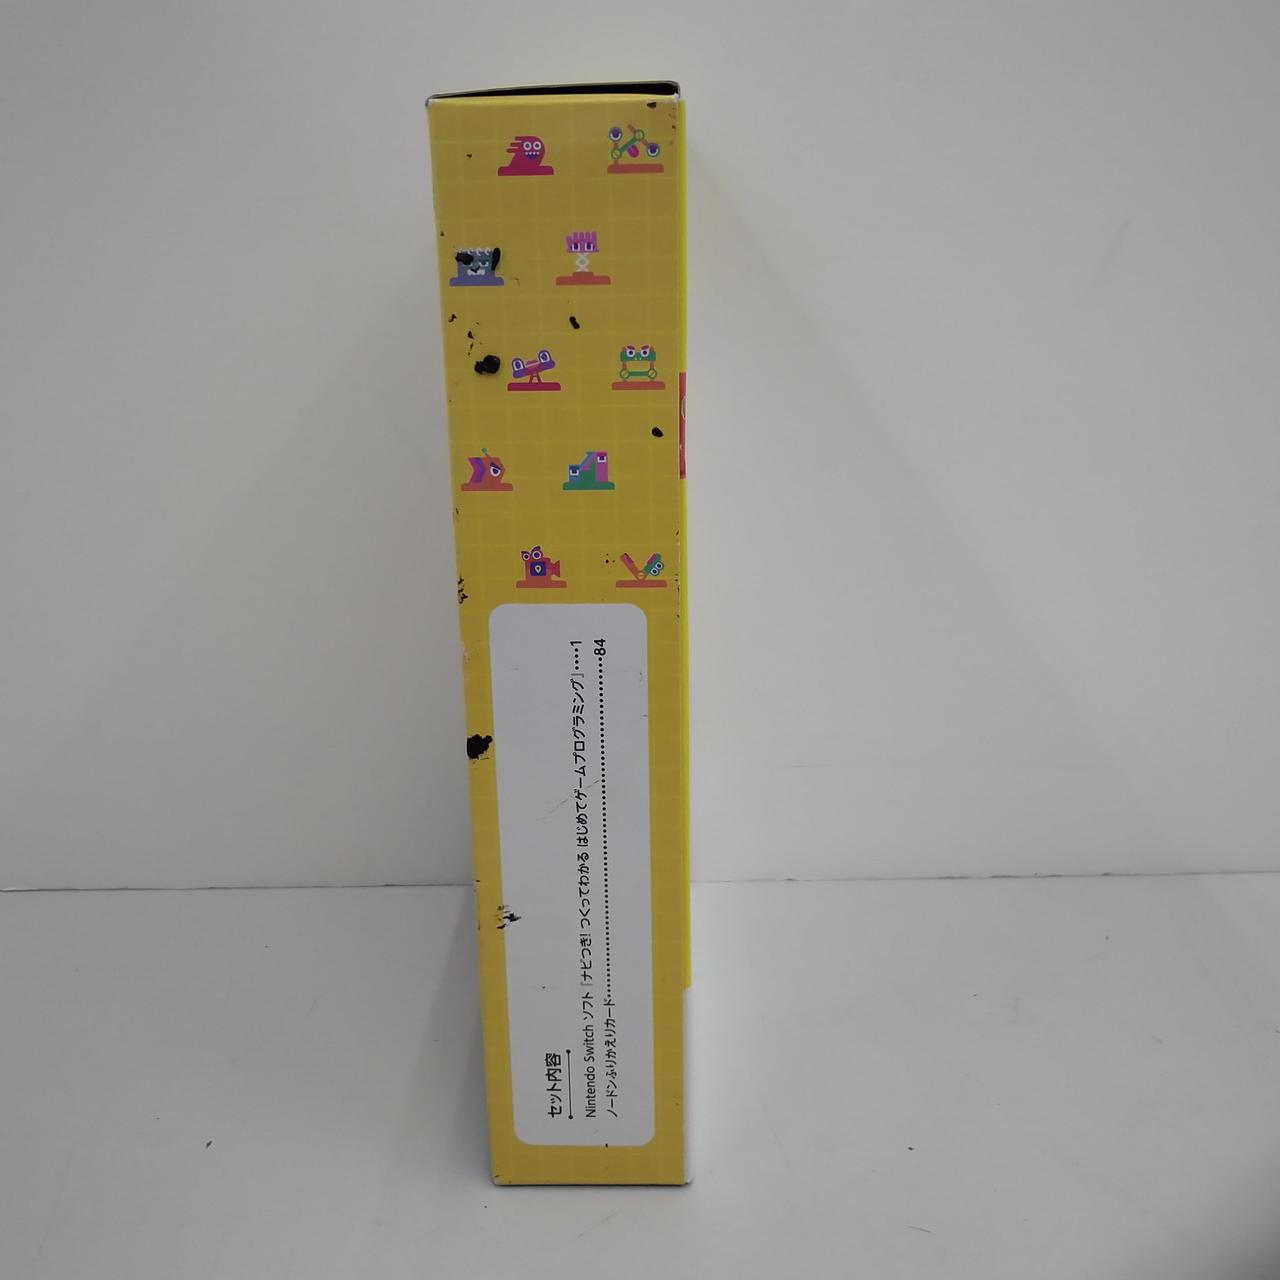 セット内容
Nintendo Switch ソフト「ナビつき! つくってわかる はじめてゲームプログラミング」････1
ノードンふりかえりカード･･････････････････････････････････････････････････････84